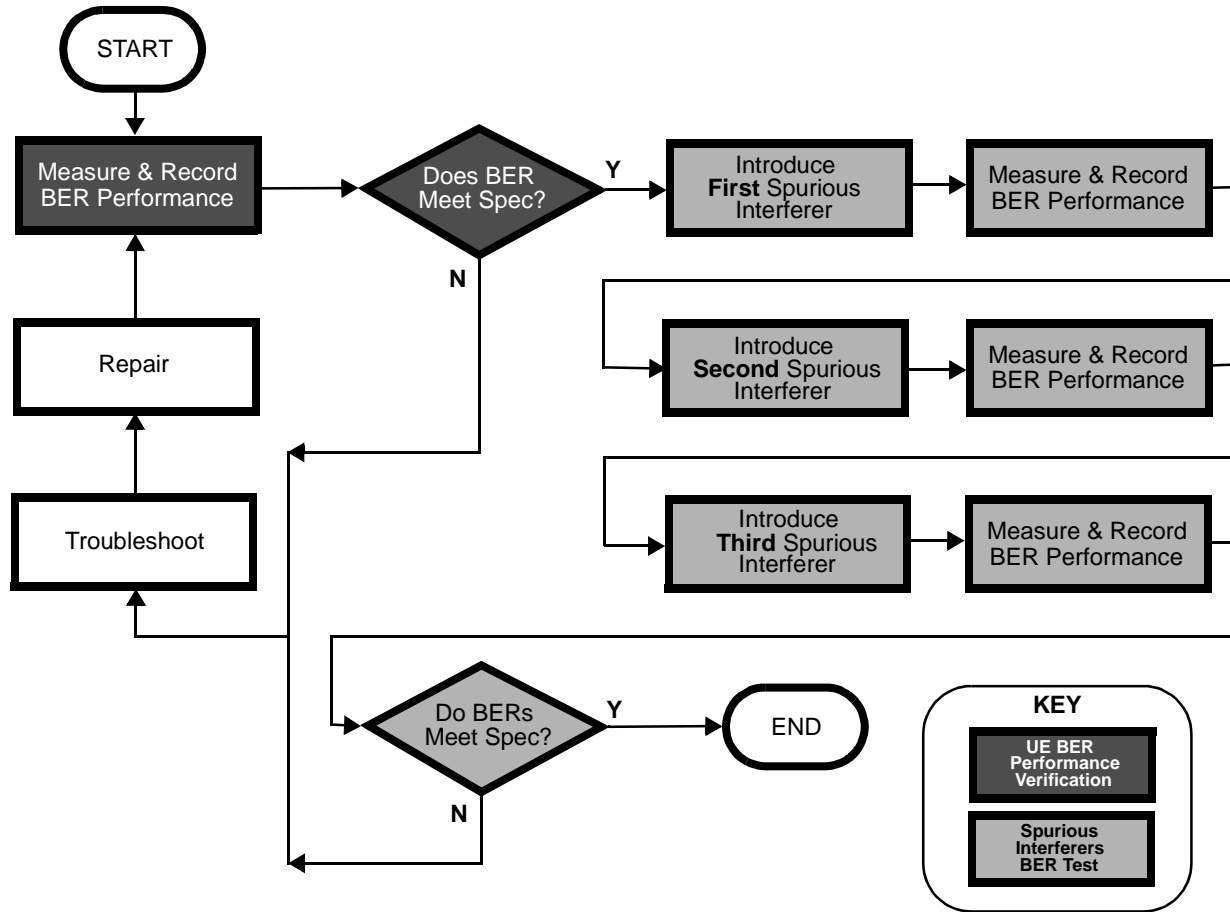 START
Measure & Record
BER Performance
Does BER
Meet Spec?
Y
N
Introduce
First Spurious
Interferer
Measure & Record
BER Performance
Repair
Introduce
Second Spurious
Interferer
Measure & Record
BER Performance
Troubleshoot
Introduce
Third Spurious
Interferer
Measure & Record
BER Performance
Do BERs
Meet Spec?
Y
N
END
KEY
UE BER
Performance
Verification
Spurious
Interferers
BER Test